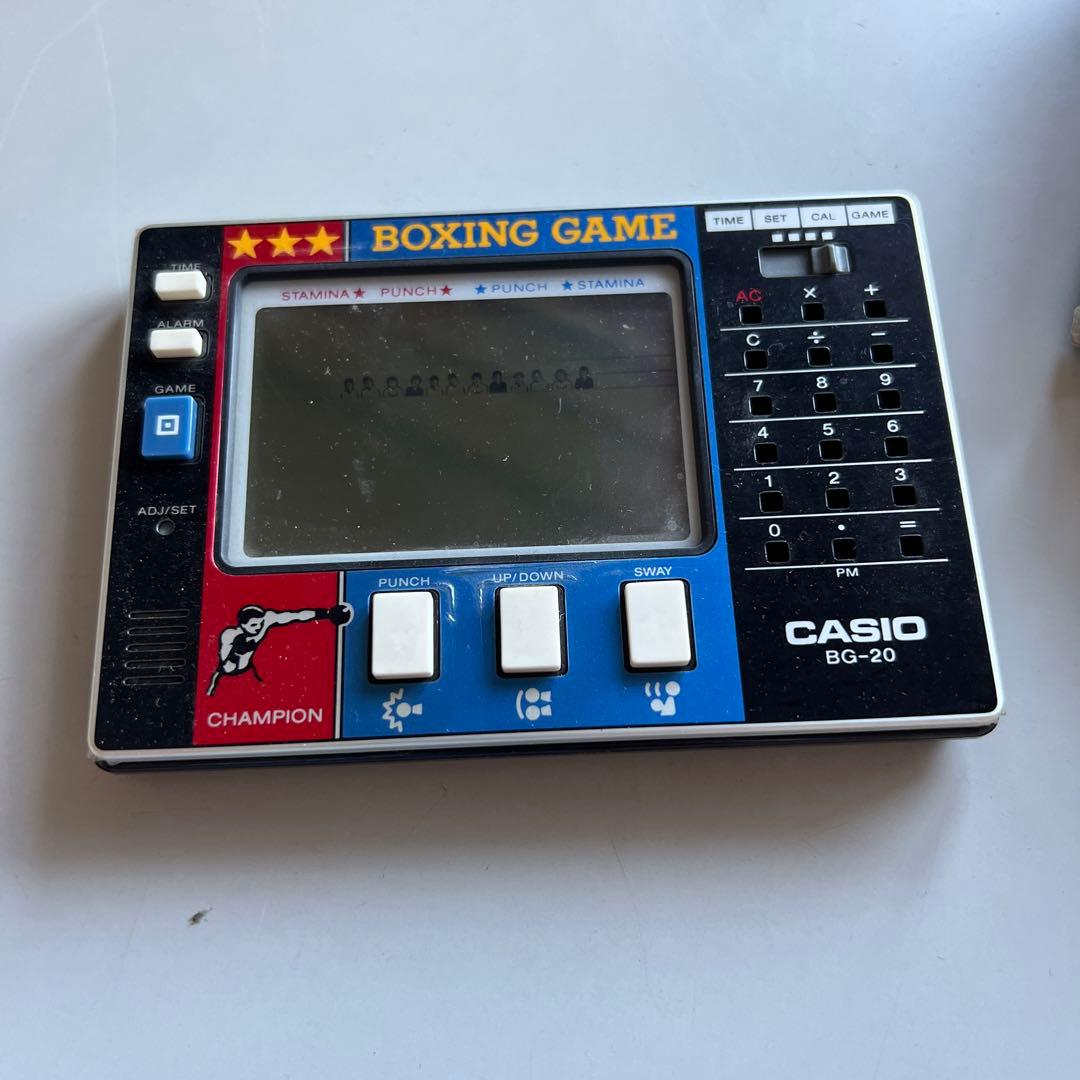 ★★★ BOXING GAME
TIME SET CAL GAME
TIME
ALARM
GAME
ADJ/SET
STAMINA★ PUNCH★ ★PUNCH ★STAMINA
AC × +
C ÷ −
7 8 9
4 5 6
1 2 3
0 · =
PM
PUNCH UP/DOWN SWAY
CHAMPION
CASIO
BG-20